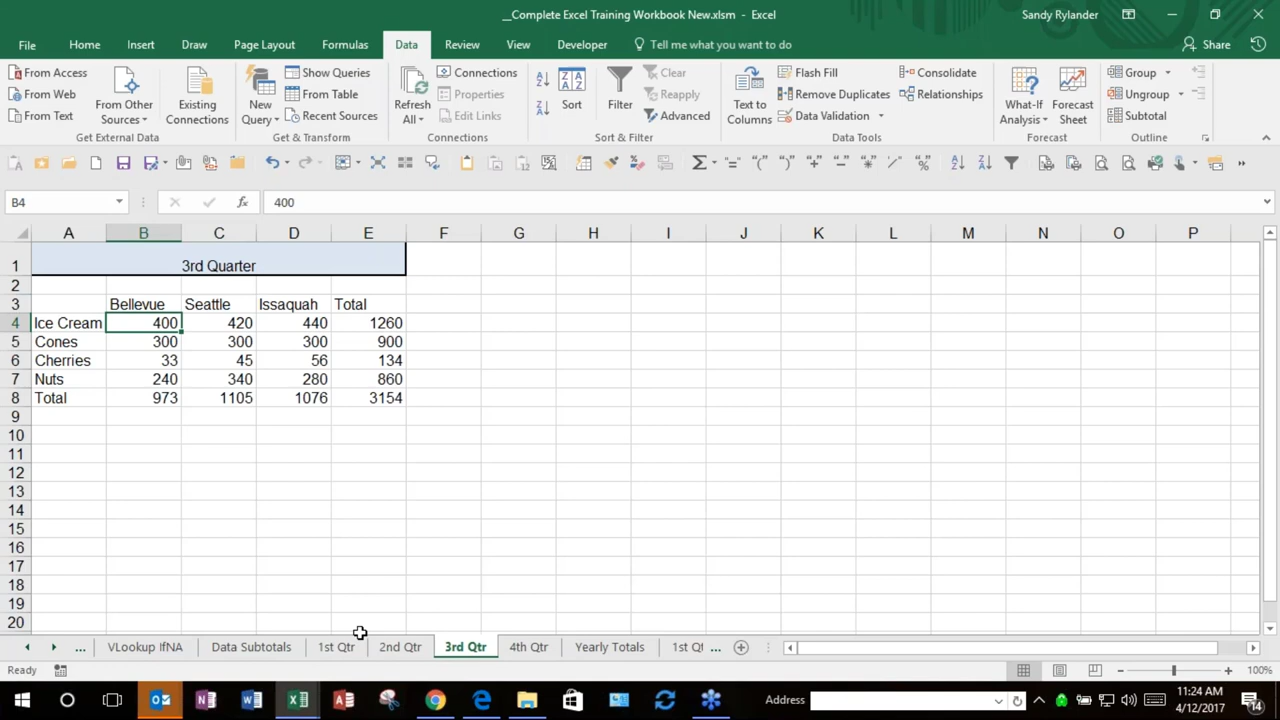 __Complete Excel Training Workbook New.xlsm - Excel
Sandy Rylander
File Home Insert Draw Page Layout Formulas Data Review View Developer Tell me what you want to do Share
From Access
From Web
From Text
From Other Sources
Existing Connections
Get External Data
New Query
Show Queries
From Table
Recent Sources
Get & Transform
Refresh All
Connections
Properties
Edit Links
Connections
Sort
Filter
Clear
Reapply
Advanced
Sort & Filter
Text to Columns
Flash Fill
Remove Duplicates
Data Validation
Consolidate
Relationships
Data Tools
What-If Analysis
Forecast Sheet
Forecast
Group
Ungroup
Subtotal
Outline
B4 fx 400
A B C D E F G H I J K L M N O P
1 3rd Quarter
2
3 Bellevue Seattle Issaquah Total
4 Ice Cream 400 420 440 1260
5 Cones 300 300 300 900
6 Cherries 33 45 56 134
7 Nuts 240 340 280 860
8 Total 973 1105 1076 3154
9
10
11
12
13
14
15
16
17
18
19
20
... VLookup IfNA Data Subtotals 1st Qtr 2nd Qtr 3rd Qtr 4th Qtr Yearly Totals 1st Qt ...
Ready 100%
Address
11:24 AM
4/12/2017
14